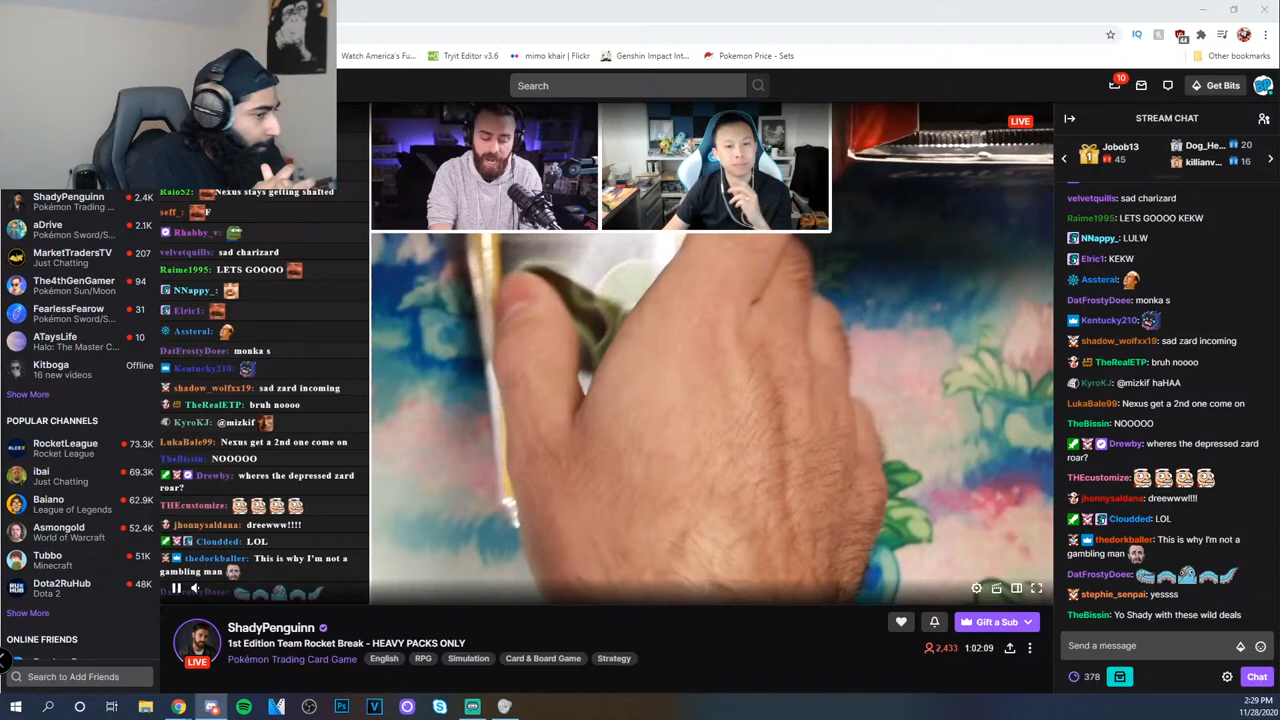 Watch America's Fu...
Tryit Editor v3.6
mimo khair | Flickr
Genshin Impact Int...
Pokemon Price - Sets
Other bookmarks
Search
10
Get Bits
LIVE
STREAM CHAT
1
Jobob13
45
Dog_He... 20
killianv... 16
ShadyPenguin
Pokémon Trading ...
2.4K
aDrive
Pokémon Sword/S...
2.1K
MarketTradersTV
Just Chatting
207
The4thGenGamer
Pokémon Sun/Moon
94
FearlessFearow
Pokémon Sword/S...
31
ATaysLife
Halo: The Master C...
10
Kitboga
16 new videos
Offline
Show More
POPULAR CHANNELS
RocketLeague
Rocket League
73.3K
ibai
Just Chatting
69.3K
Baiano
League of Legends
62.9K
Asmongold
World of Warcraft
52.4K
Tubbo
Minecraft
51K
Dota2RuHub
Dota 2
48K
Show More
ONLINE FRIENDS
Search to Add Friends
Raio52: Nexus stays getting shafted
seff_: F
Rhabby_v:
velvetquills: sad charizard
Raime1995: LETS GOOOO
NNappy_:
Elric1:
Assteral:
DatFrostyDoee: monka s
Kentucky210:
shadow_wolfxx19: sad zard incoming
TheRealETP: bruh noooo
KyroKJ: @mizkif
LukaBale99: Nexus get a 2nd one come on
TheBissin: NOOOOO
Drewby: wheres the depressed zard
roar?
THEcustomize:
jhonnysaldana: dreewww!!!!
Cloudded: LOL
thedorkballer: This is why I'm not a
gambling man
DatFrostyDoee:
ShadyPenguinn
1st Edition Team Rocket Break - HEAVY PACKS ONLY
Pokémon Trading Card Game
English
RPG
Simulation
Card & Board Game
Strategy
LIVE
Gift a Sub
2,433
1:02:09
velvetquills: sad charizard
Raime1995: LETS GOOOO KEKW
NNappy_: LULW
Elric1: KEKW
Assteral:
DatFrostyDoee: monka s
Kentucky210:
shadow_wolfxx19: sad zard incoming
TheRealETP: bruh noooo
KyroKJ: @mizkif haHAA
LukaBale99: Nexus get a 2nd one come on
TheBissin: NOOOOO
Drewby: wheres the depressed zard
roar?
THEcustomize:
jhonnysaldana: dreewww!!!!
Cloudded: LOL
thedorkballer: This is why I'm not a
gambling man
DatFrostyDoee:
stephie_senpai: yessss
TheBissin: Yo Shady with these wild deals
Send a message
378
Chat
2:29 PM
11/28/2020